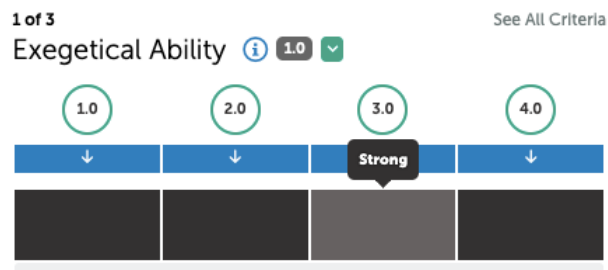 1 of 3 See All Criteria
Exegetical Ability i 1.0
1.0 2.0 3.0 4.0
Strong